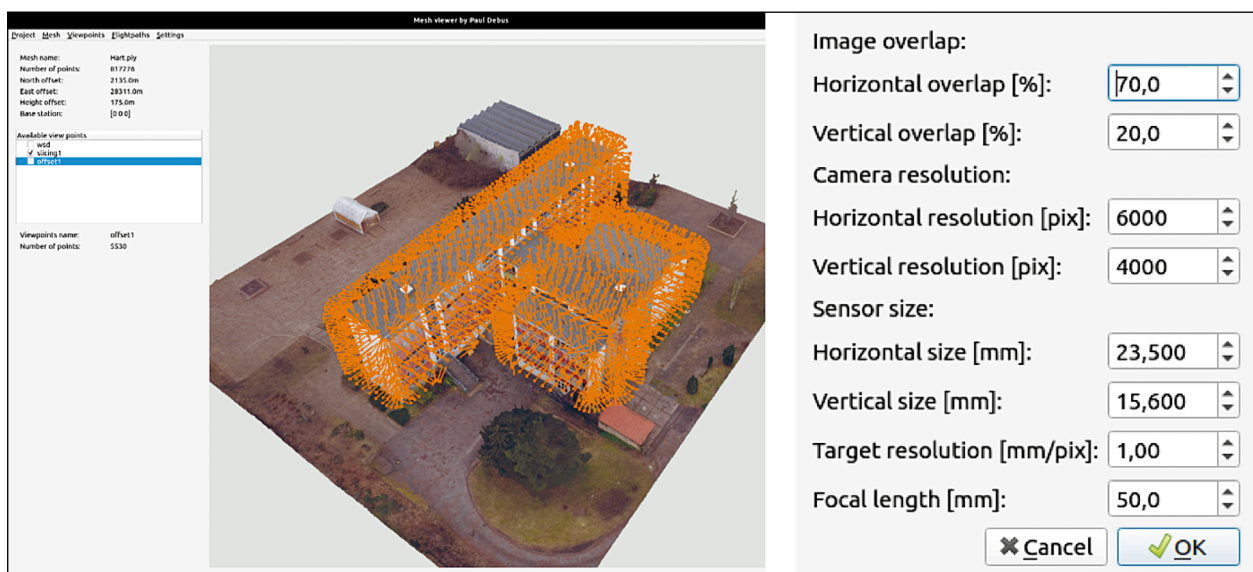 Mesh viewer by Paul Debus
Project Mesh Viewpoints Flightpaths Settings
Mesh name: Hart.ply
Number of points: 817276
North offset: 2135.0m
East offset: 28311.0m
Height offset: 175.0m
Base station: [0 0 0]
Available view points
wsd
slicing1
offset1
Viewpoints name: offset1
Number of points: 5530
Image overlap:
Horizontal overlap [%]: 70,0
Vertical overlap [%]: 20,0
Camera resolution:
Horizontal resolution [pix]: 6000
Vertical resolution [pix]: 4000
Sensor size:
Horizontal size [mm]: 23,500
Vertical size [mm]: 15,600
Target resolution [mm/pix]: 1,00
Focal length [mm]: 50,0
Cancel OK